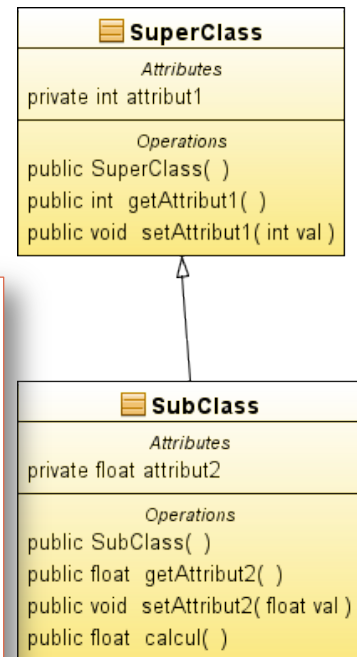 SuperClass
Attributes
private int attribut1
Operations
public SuperClass( )
public int getAttribut1( )
public void setAttribut1( int val )
SubClass
Attributes
private float attribut2
Operations
public SubClass( )
public float getAttribut2( )
public void setAttribut2( float val )
public float calcul( )